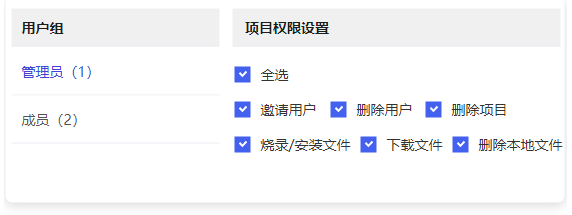 用户组
管理员（1）
成员（2）
项目权限设置
全选
邀请用户 删除用户 删除项目
烧录/安装文件 下载文件 删除本地文件